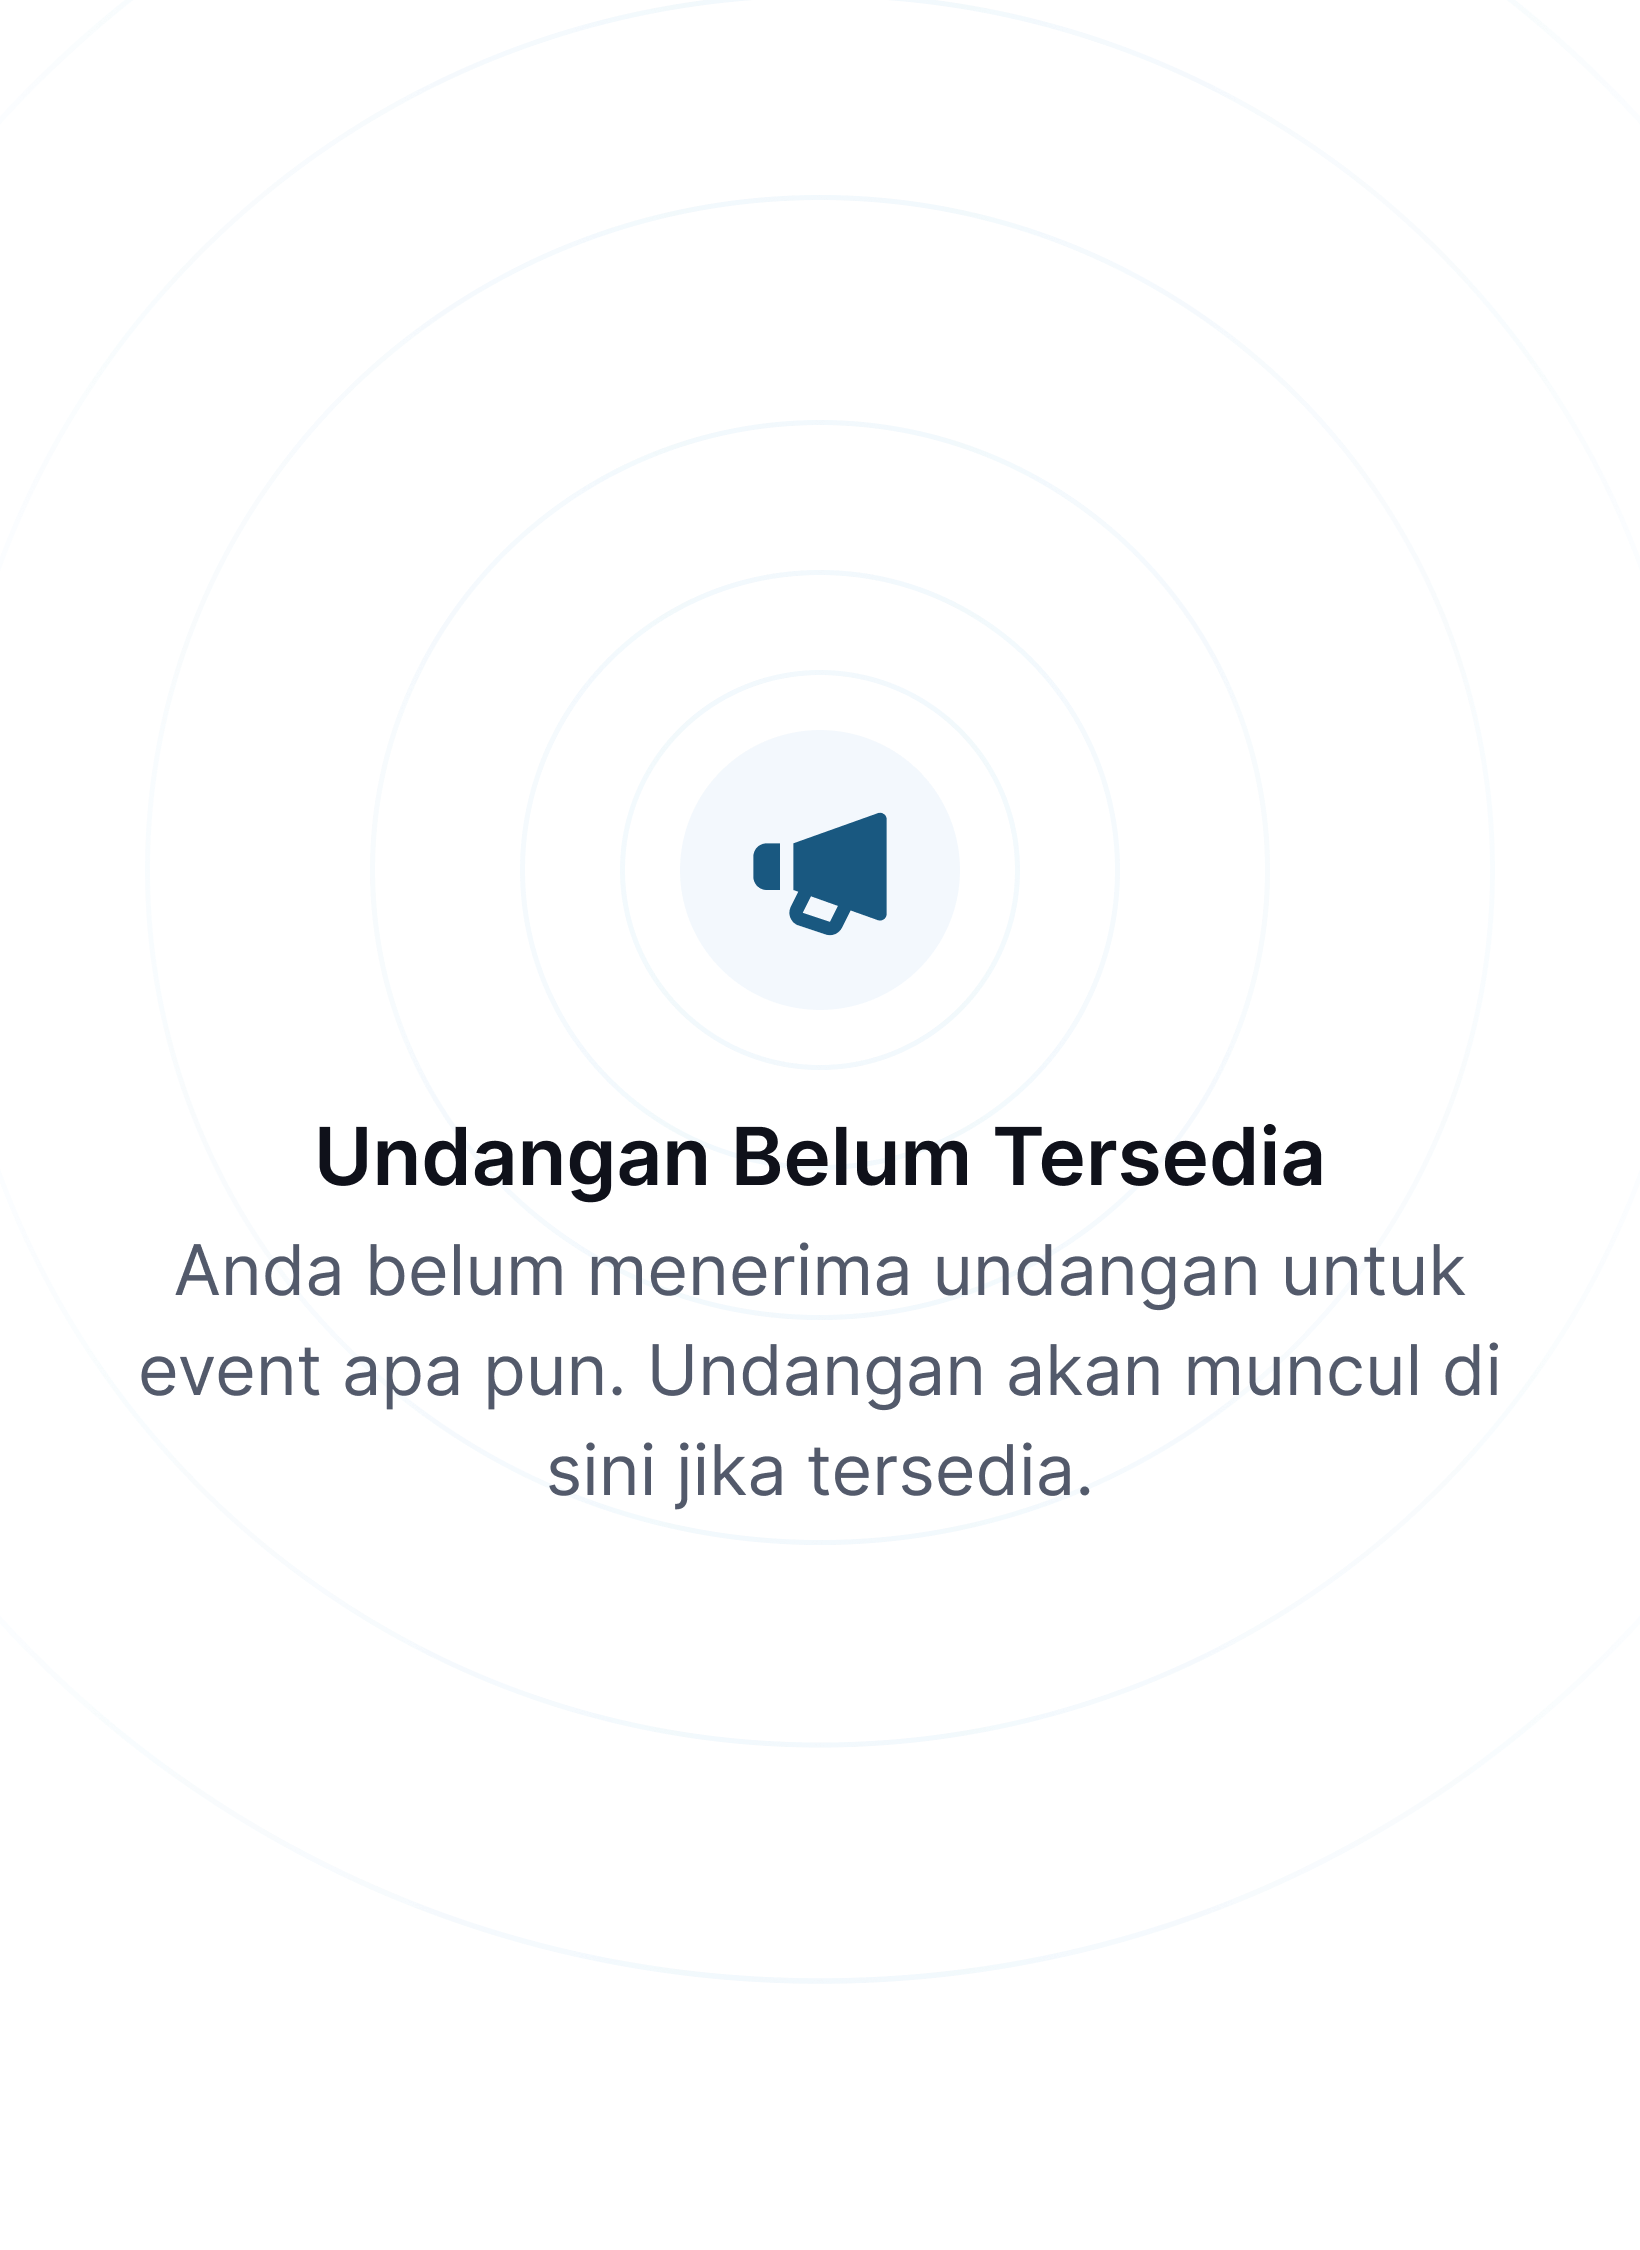 Undangan Belum Tersedia
Anda belum menerima undangan untuk
event apa pun. Undangan akan muncul di
sini jika tersedia.